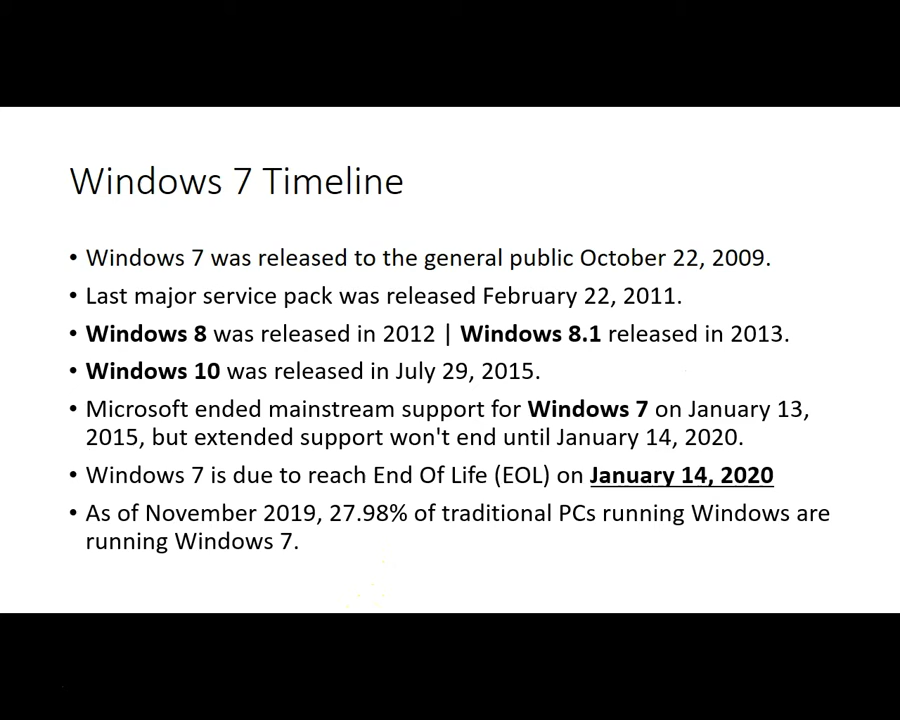 Windows 7 Timeline
• Windows 7 was released to the general public October 22, 2009.
• Last major service pack was released February 22, 2011.
• Windows 8 was released in 2012 | Windows 8.1 released in 2013.
• Windows 10 was released in July 29, 2015.
• Microsoft ended mainstream support for Windows 7 on January 13,
2015, but extended support won't end until January 14, 2020.
• Windows 7 is due to reach End Of Life (EOL) on January 14, 2020
• As of November 2019, 27.98% of traditional PCs running Windows are
running Windows 7.